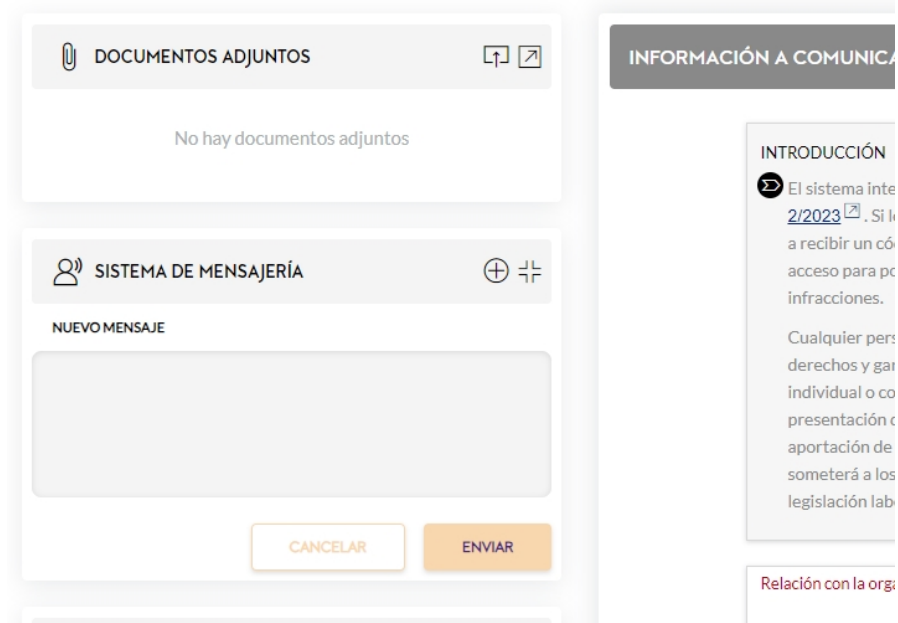 DOCUMENTOS ADJUNTOS
No hay documentos adjuntos
SISTEMA DE MENSAJERÍA
NUEVO MENSAJE
CANCELAR
ENVIAR
INFORMACIÓN A COMUNICA
INTRODUCCIÓN
El sistema inte
2/2023 . Si l
a recibir un có
acceso para po
infracciones.
Cualquier pers
derechos y gar
individual o co
presentación
aportación de
someterá a los
legislación lab
Relación con la orga